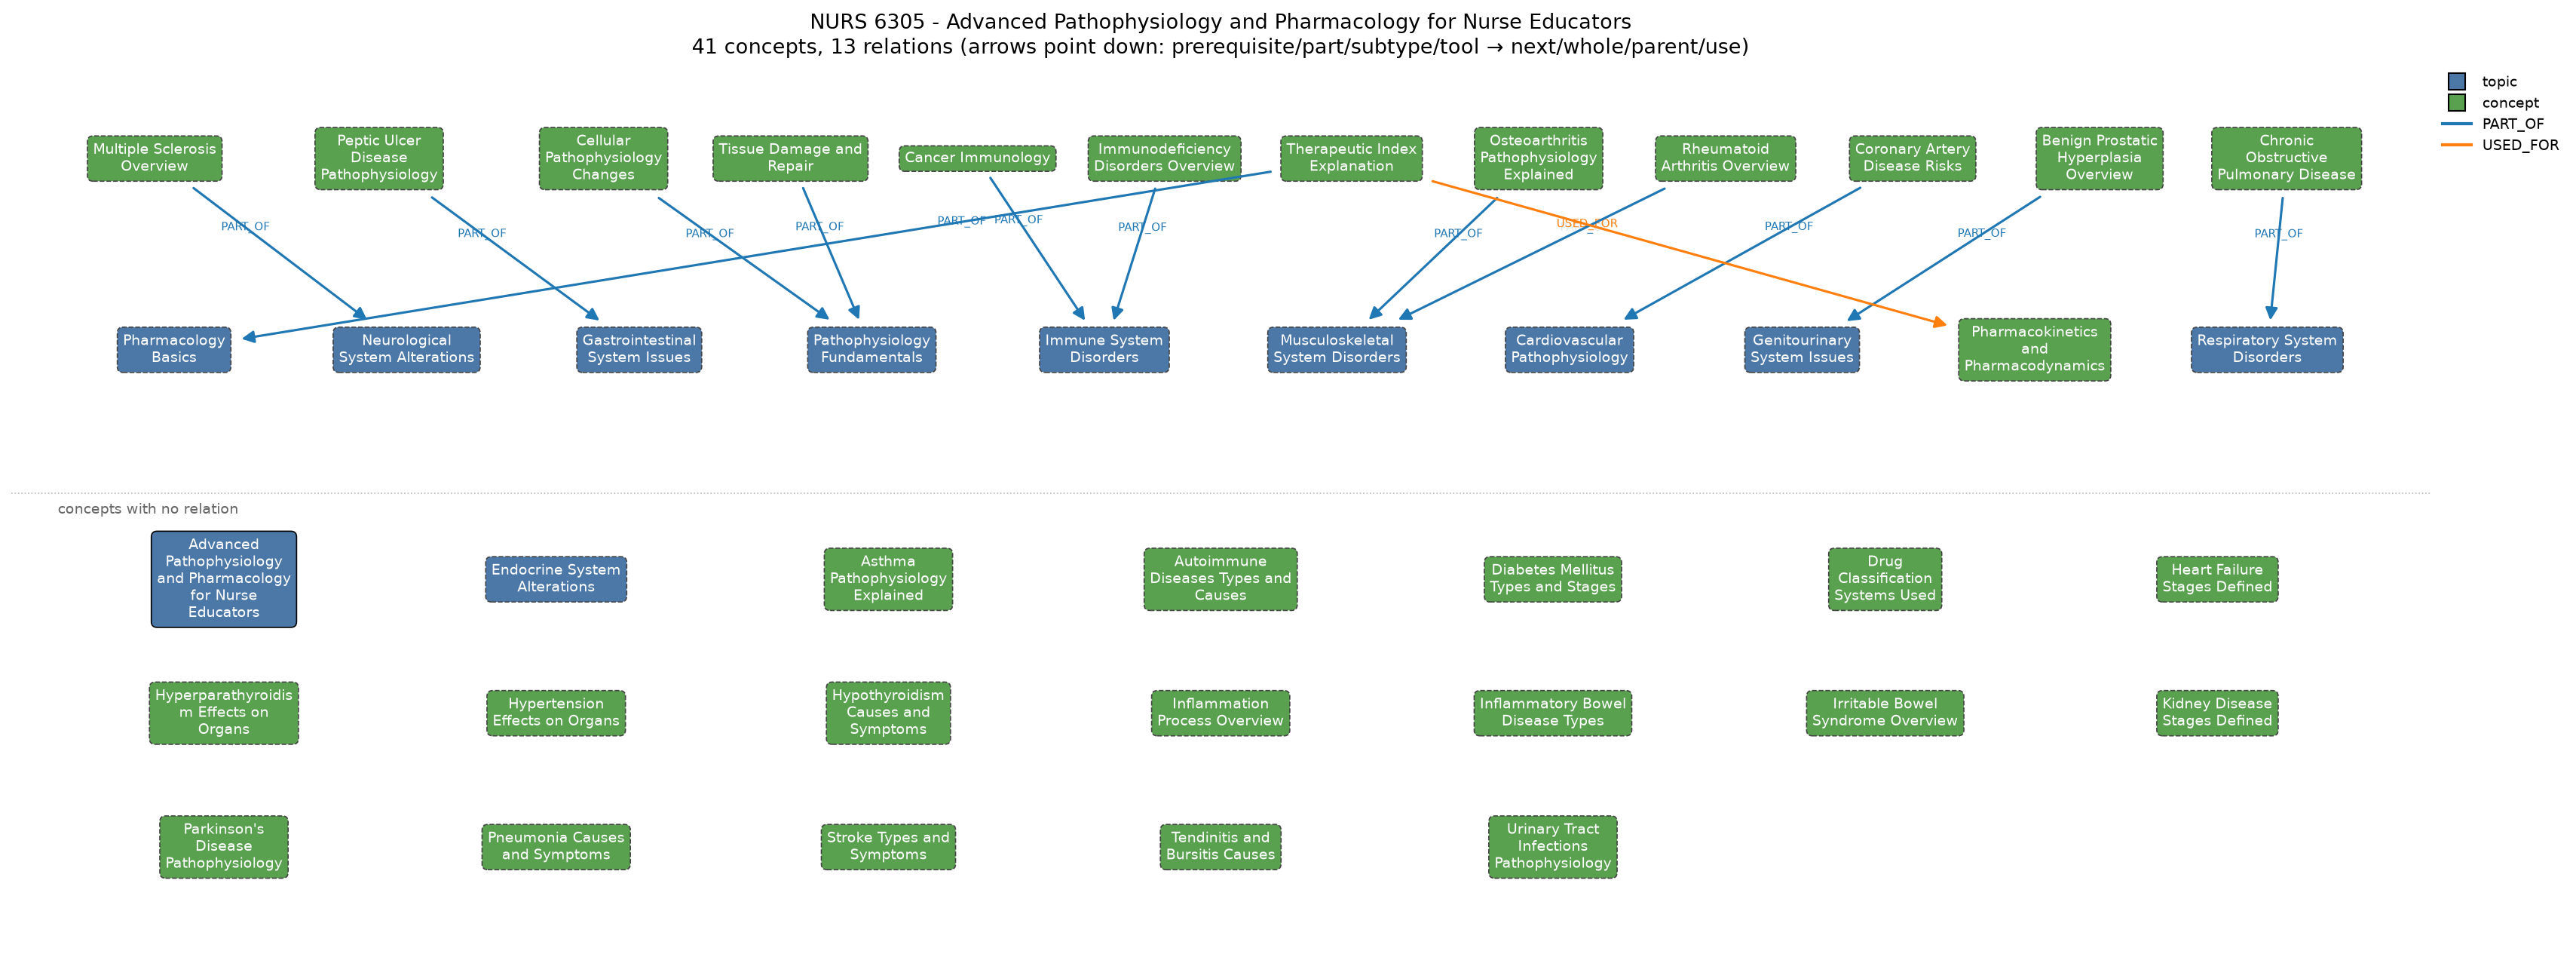 NURS 6305 - Advanced Pathophysiology and Pharmacology for Nurse Educators
41 concepts, 13 relations (arrows point down: prerequisite/part/subtype/tool → next/whole/parent/use)
topic
concept
PART_OF
USED_FOR
Multiple Sclerosis
Overview
Peptic Ulcer
Disease
Pathophysiology
Cellular
Pathophysiology
Changes
Tissue Damage and
Repair
Cancer Immunology
Immunodeficiency
Disorders Overview
Therapeutic Index
Explanation
Osteoarthritis
Pathophysiology
Explained
Rheumatoid
Arthritis Overview
Coronary Artery
Disease Risks
Benign Prostatic
Hyperplasia
Overview
Chronic
Obstructive
Pulmonary Disease
PART_OF
PART_OF
PART_OF
PART_OF
PART_OF
PART_OF
PART_OF
PART_OF
USED_FOR
PART_OF
PART_OF
PART_OF
Pharmacology
Basics
Neurological
System Alterations
Gastrointestinal
System Issues
Pathophysiology
Fundamentals
Immune System
Disorders
Musculoskeletal
System Disorders
Cardiovascular
Pathophysiology
Genitourinary
System Issues
Pharmacokinetics
and
Pharmacodynamics
Respiratory System
Disorders
concepts with no relation
Advanced
Pathophysiology
and Pharmacology
for Nurse
Educators
Endocrine System
Alterations
Asthma
Pathophysiology
Explained
Autoimmune
Diseases Types and
Causes
Diabetes Mellitus
Types and Stages
Drug
Classification
Systems Used
Heart Failure
Stages Defined
Hyperparathyroidis
m Effects on
Organs
Hypertension
Effects on Organs
Hypothyroidism
Causes and
Symptoms
Inflammation
Process Overview
Inflammatory Bowel
Disease Types
Irritable Bowel
Syndrome Overview
Kidney Disease
Stages Defined
Parkinson's
Disease
Pathophysiology
Pneumonia Causes
and Symptoms
Stroke Types and
Symptoms
Tendinitis and
Bursitis Causes
Urinary Tract
Infections
Pathophysiology